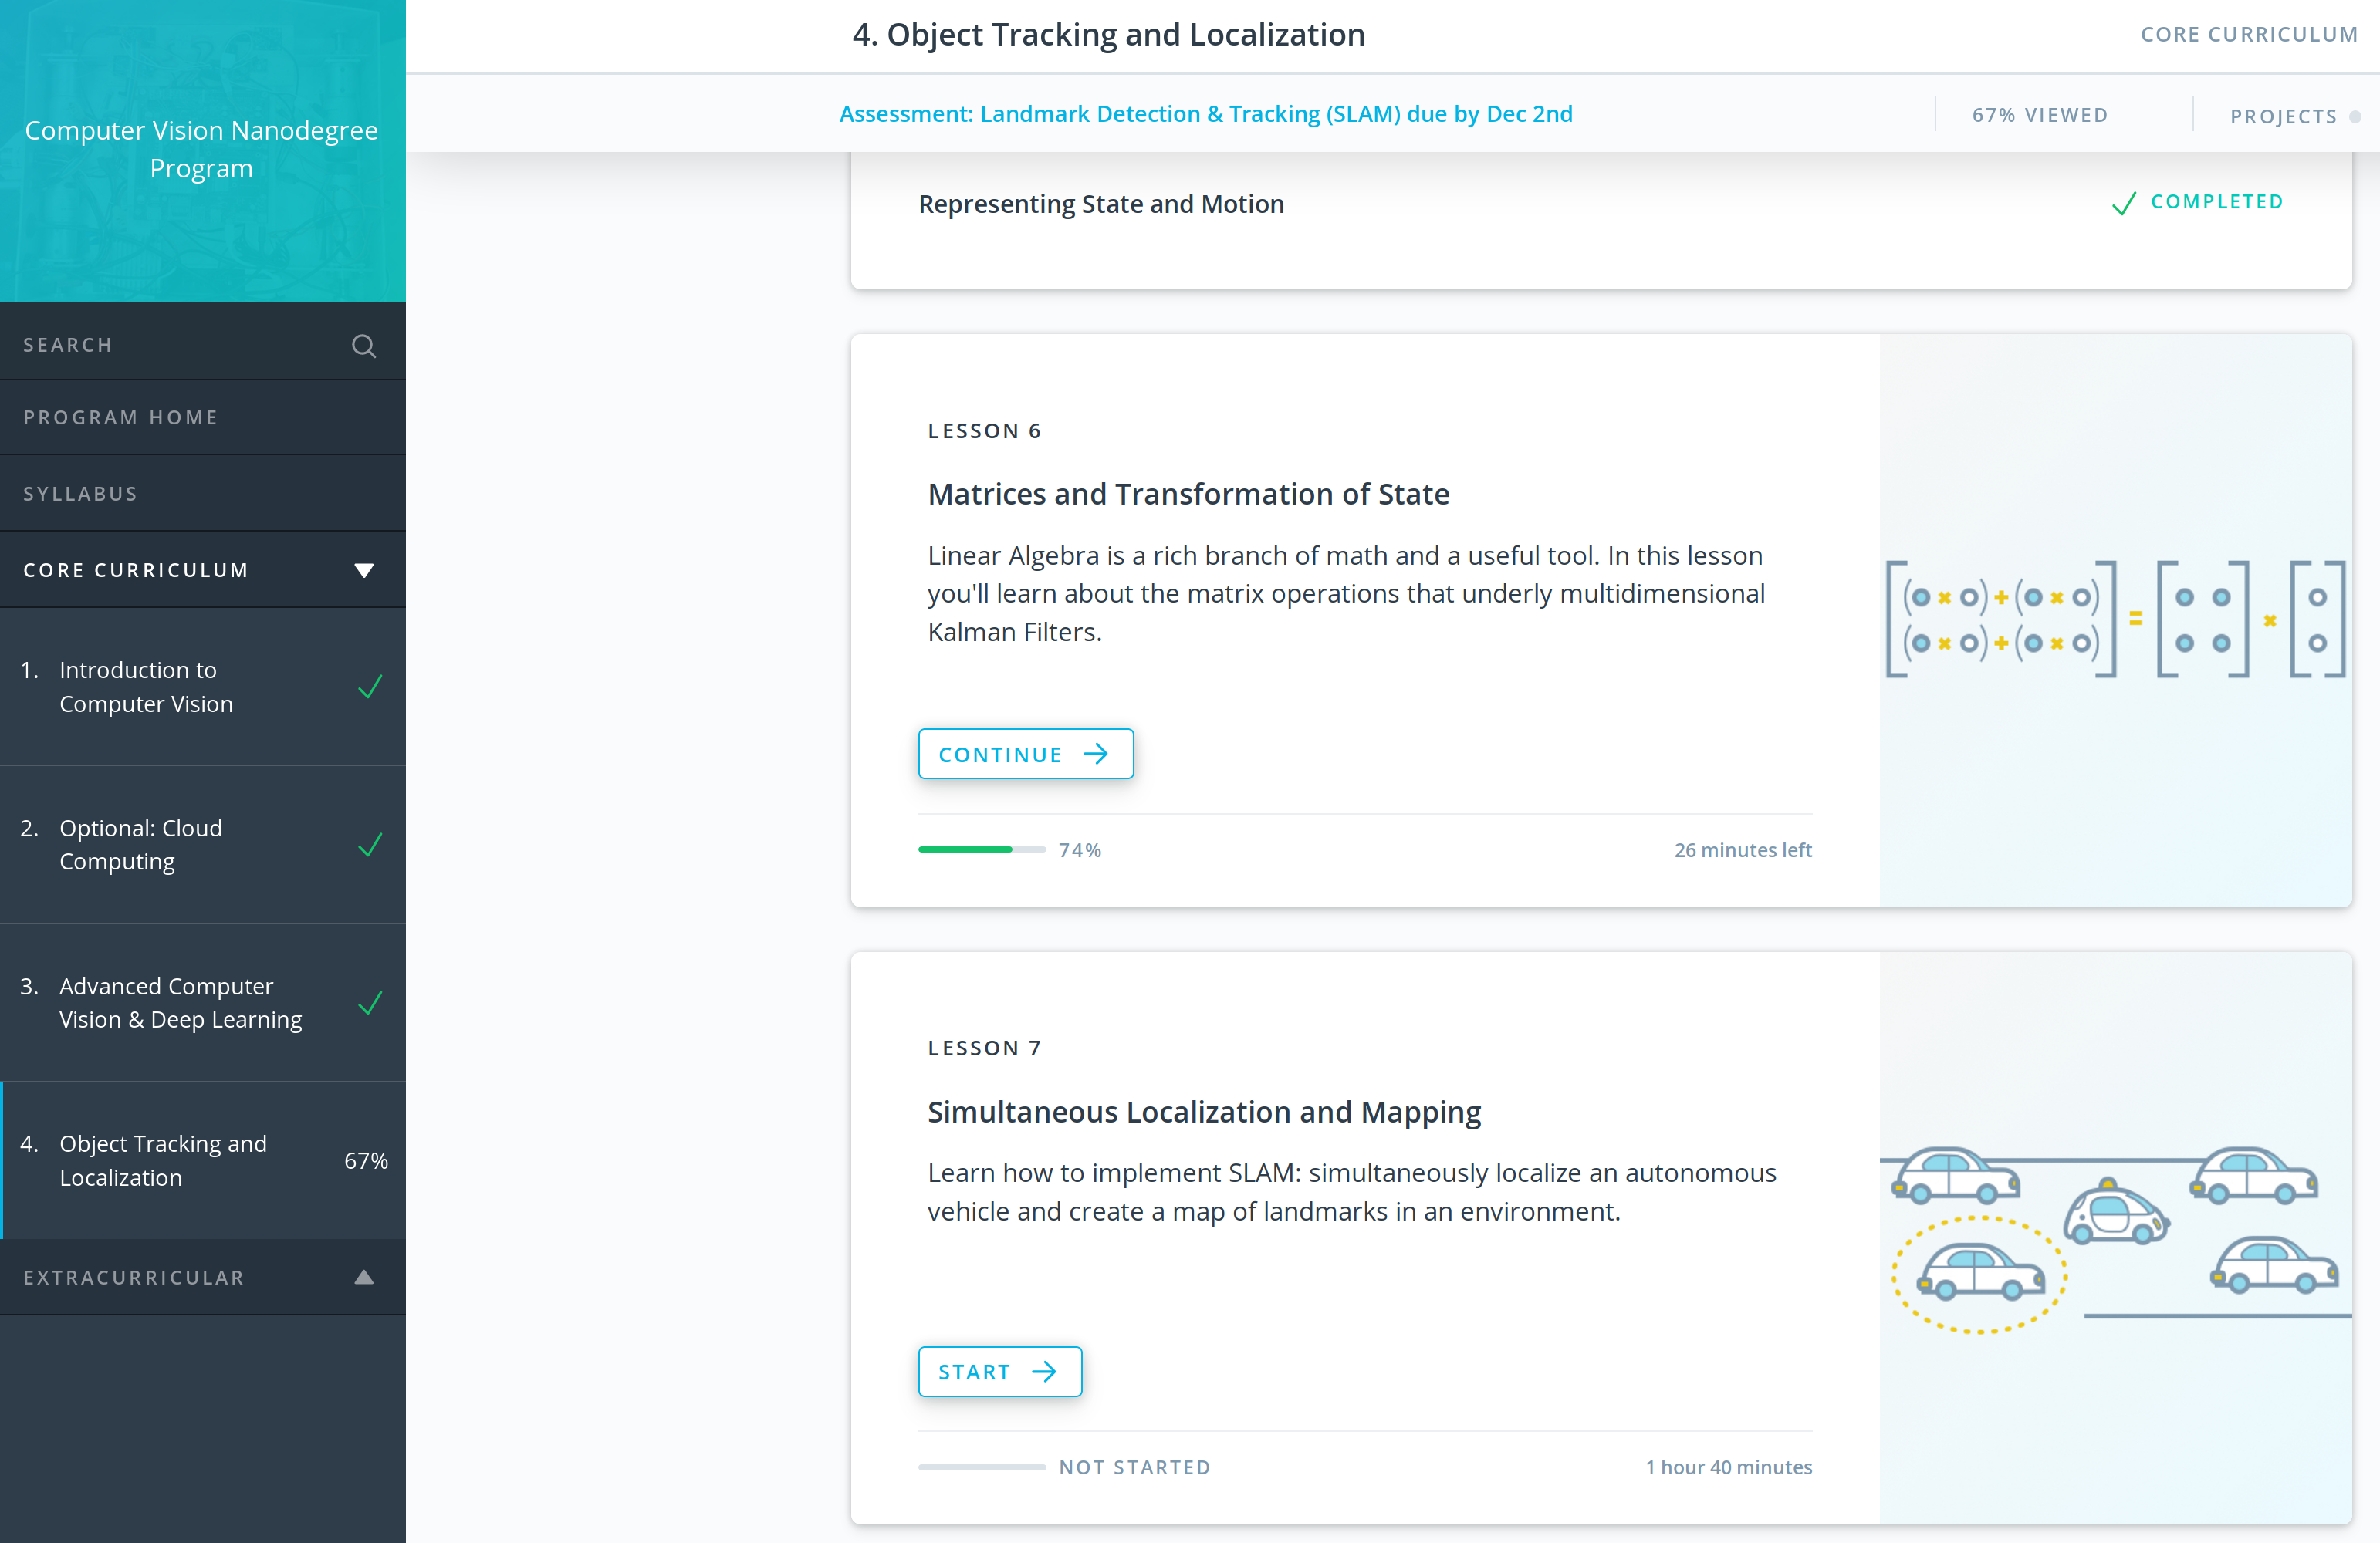 Computer Vision Nanodegree
Program
SEARCH
PROGRAM HOME
SYLLABUS
CORE CURRICULUM
1. Introduction to
Computer Vision
2. Optional: Cloud
Computing
3. Advanced Computer
Vision & Deep Learning
4. Object Tracking and
Localization
67%
EXTRACURRICULAR
4. Object Tracking and Localization
CORE CURRICULUM
Assessment: Landmark Detection & Tracking (SLAM) due by Dec 2nd
67% VIEWED
PROJECTS
Representing State and Motion
COMPLETED
LESSON 6
Matrices and Transformation of State
Linear Algebra is a rich branch of math and a useful tool. In this lesson
you'll learn about the matrix operations that underly multidimensional
Kalman Filters.
CONTINUE
74%
26 minutes left
LESSON 7
Simultaneous Localization and Mapping
Learn how to implement SLAM: simultaneously localize an autonomous
vehicle and create a map of landmarks in an environment.
START
NOT STARTED
1 hour 40 minutes